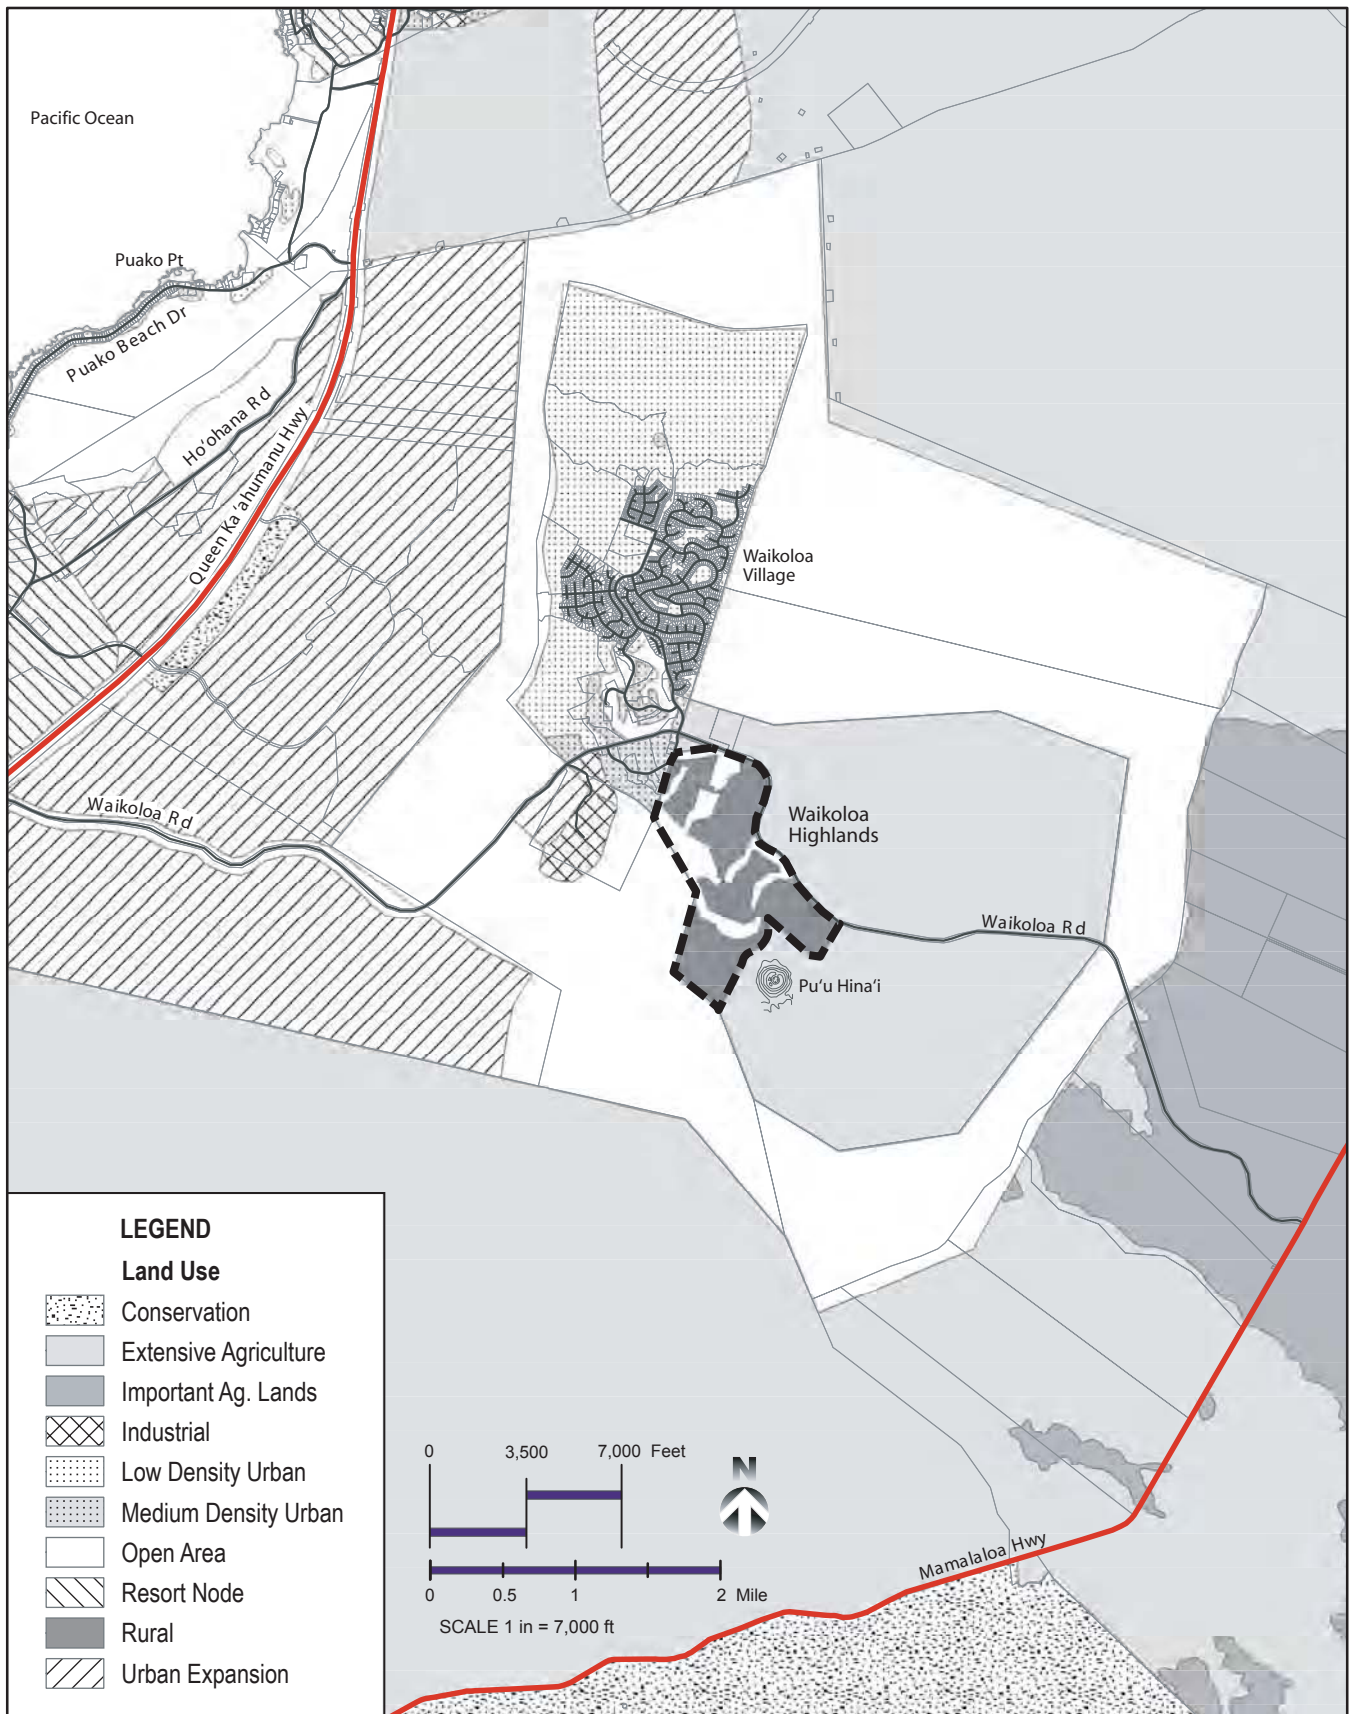 Pacific Ocean
Puako Pt
Puako Beach Dr
Ho'ohana Rd
Queen Ka'ahumanu Hwy
Waikoloa
Village
Waikoloa Rd
Waikoloa
Highlands
Waikoloa Rd
Pu'u Hina'i
LEGEND
Land Use
Conservation
Extensive Agriculture
Important Ag. Lands
Industrial
Low Density Urban
Medium Density Urban
Open Area
Resort Node
Rural
Urban Expansion
0 3,500 7,000 Feet
N
0 0.5 1 2 Mile
SCALE 1 in = 7,000 ft
Mamalaloa Hwy